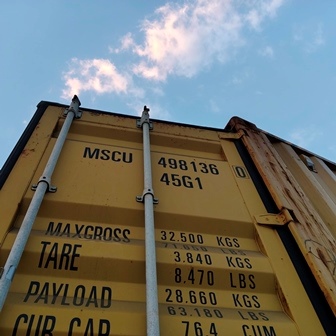 MSCU 498136 0
45G1
MAXGROSS 32.500 KGS
TARE 3.840 KGS
8.470 LBS
PAYLOAD 28.660 KGS
63.180 LBS
CUB.CAP. 76.4 CUM